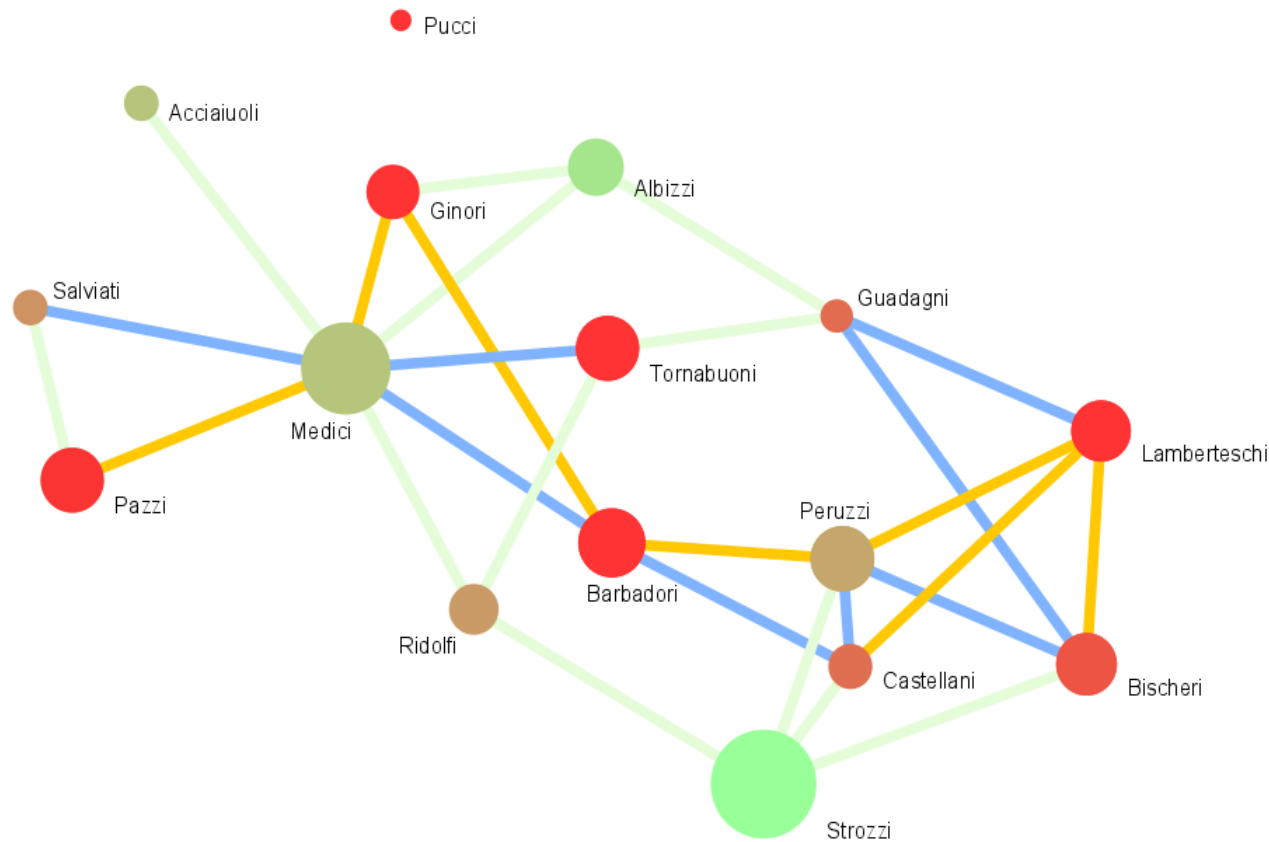 Pucci
Acciaiuoli
Albizzi
Ginori
Salviati
Guadagni
Tornabuoni
Medici
Lamberteschi
Pazzi
Peruzzi
Barbadori
Ridolfi
Castellani
Bischeri
Strozzi